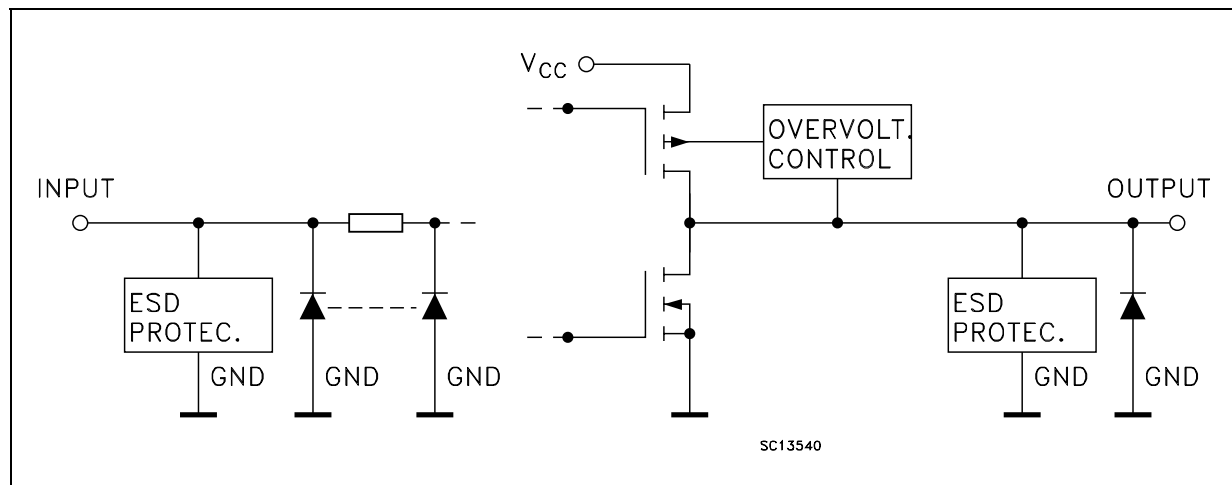 VCC
OVERVOLT.
CONTROL
INPUT
OUTPUT
ESD
PROTEC.
GND
GND
GND
ESD
PROTEC.
GND
GND
SC13540